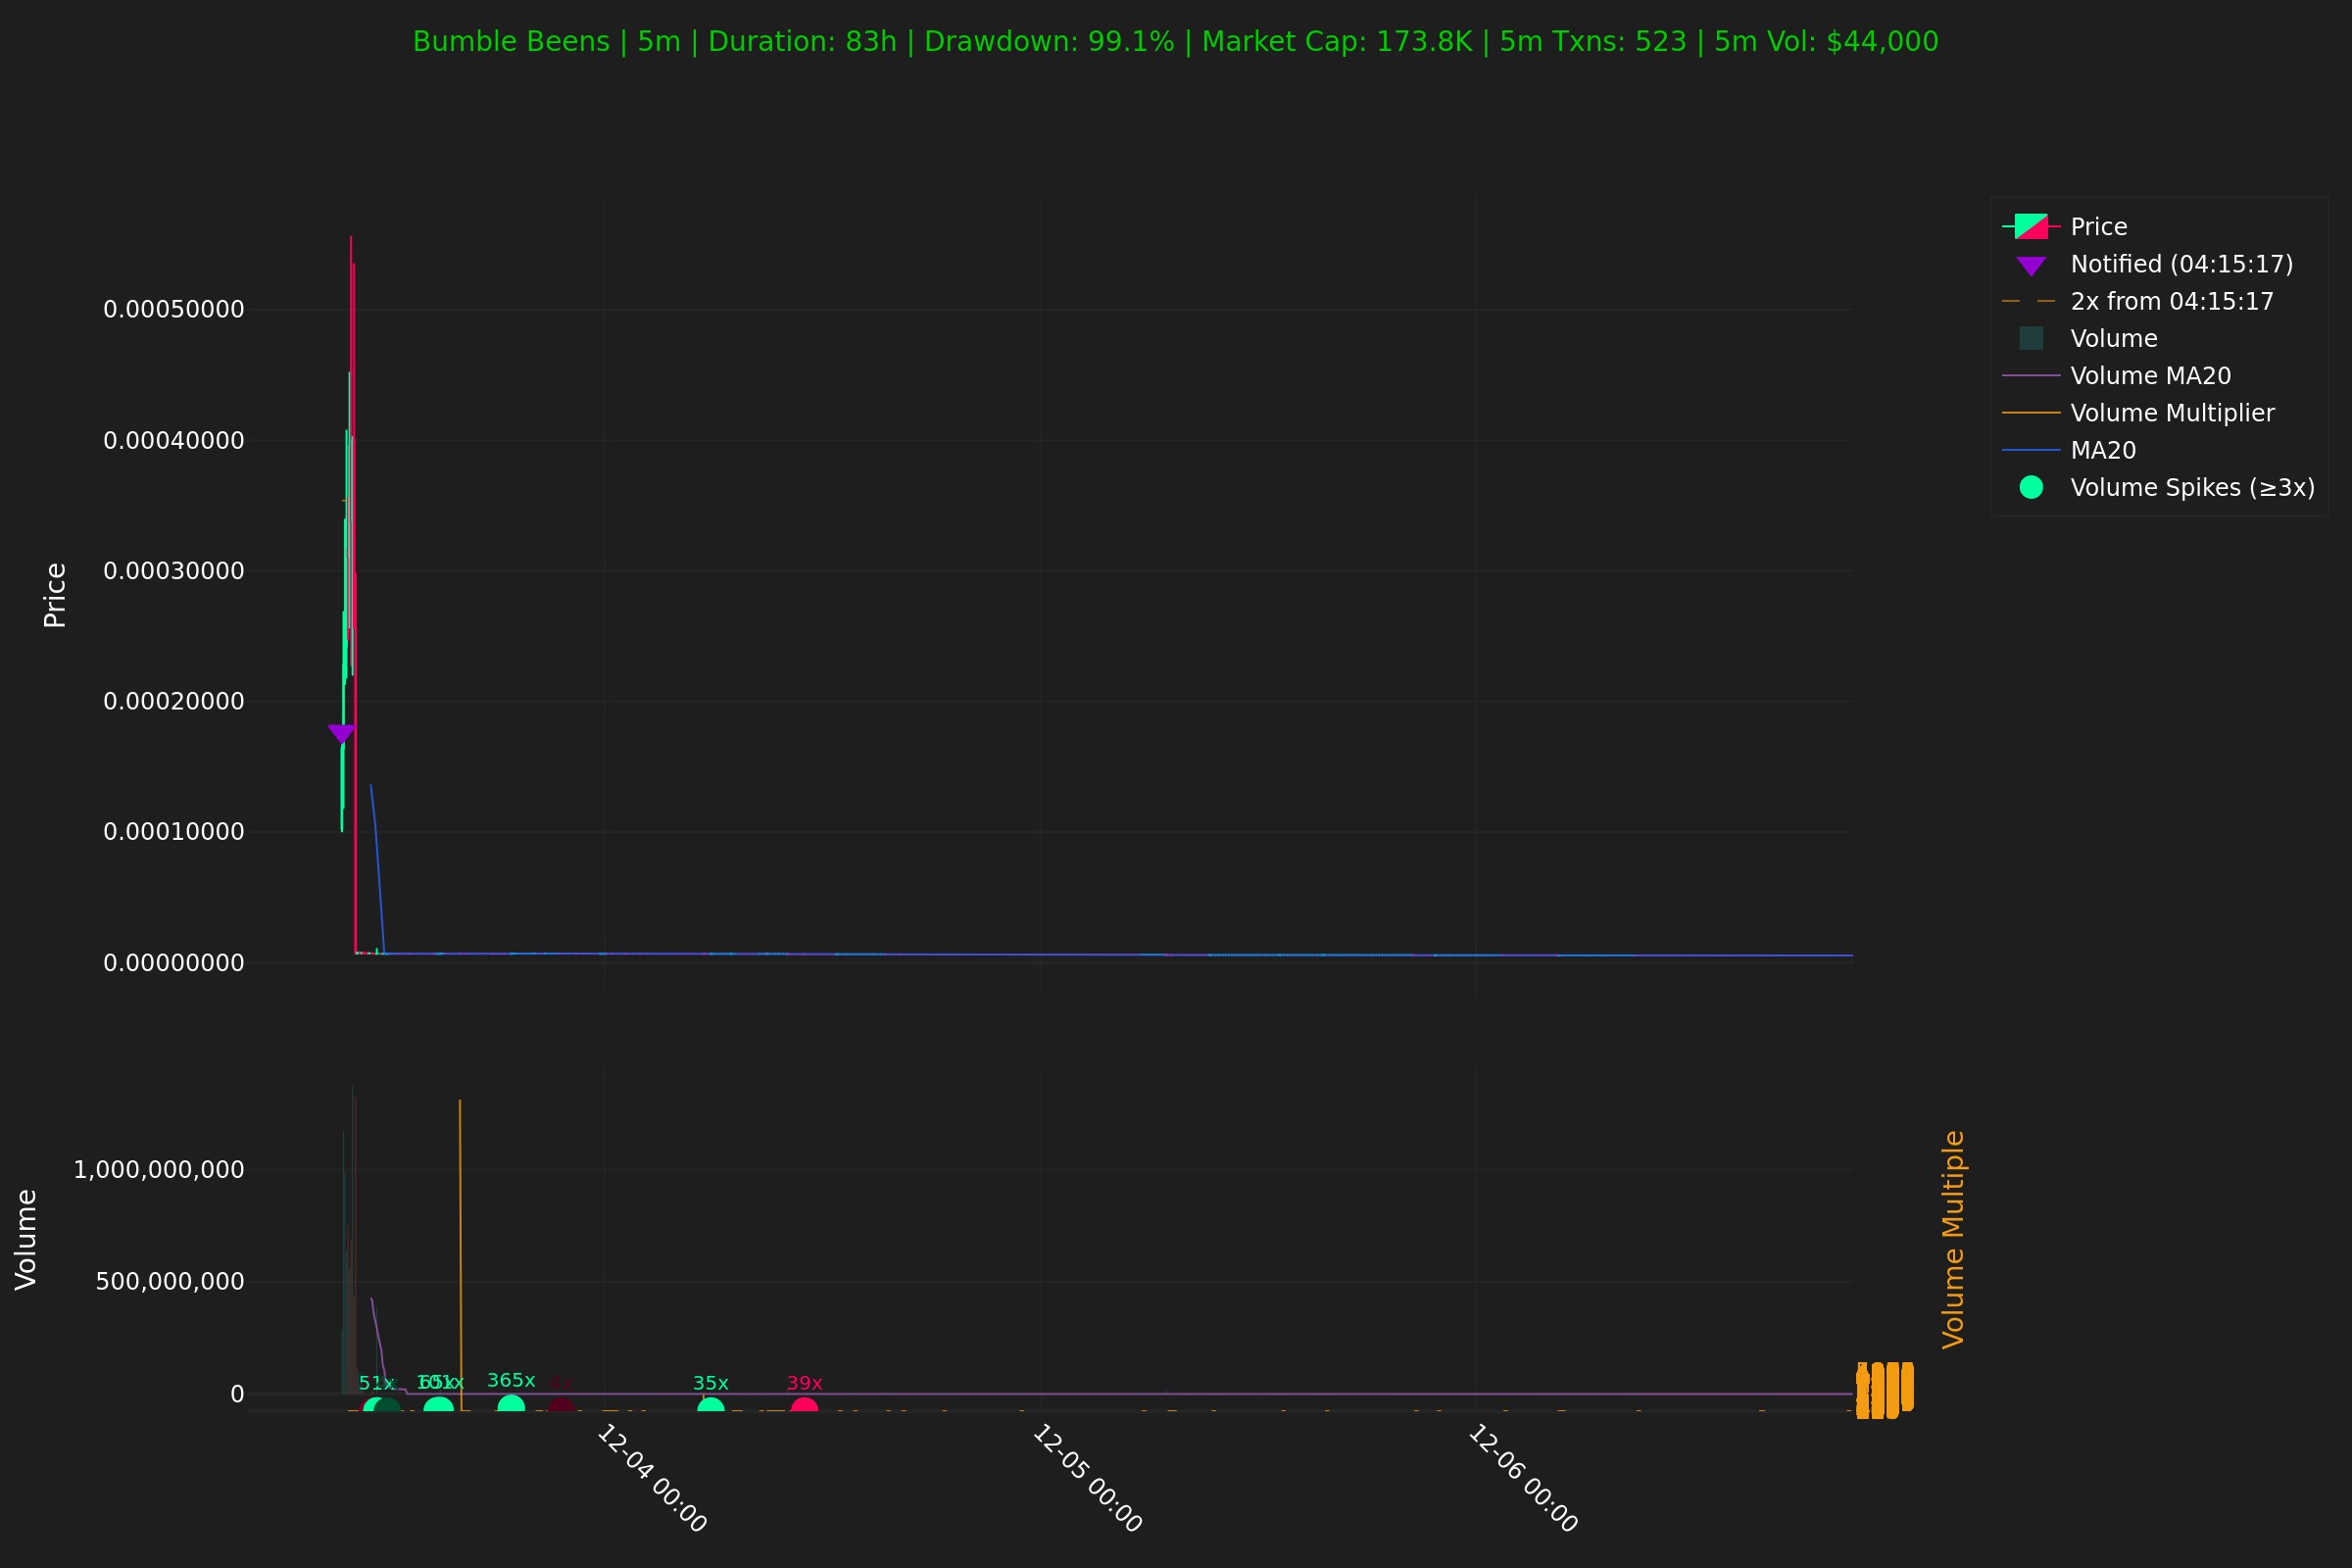 Bumble Beens | 5m | Duration: 83h | Drawdown: 99.1% | Market Cap: 173.8K | 5m Txns: 523 | 5m Vol: $44,000
Price
Notified (04:15:17)
2x from 04:15:17
Volume
Volume MA20
Volume Multiplier
MA20
Volume Spikes (≥3x)
Price
0.00050000
0.00040000
0.00030000
0.00020000
0.00010000
0.00000000
Volume
1,000,000,000
500,000,000
0
51x
365x
35x
39x
Volume Multiple
12-04 00:00
12-05 00:00
12-06 00:00